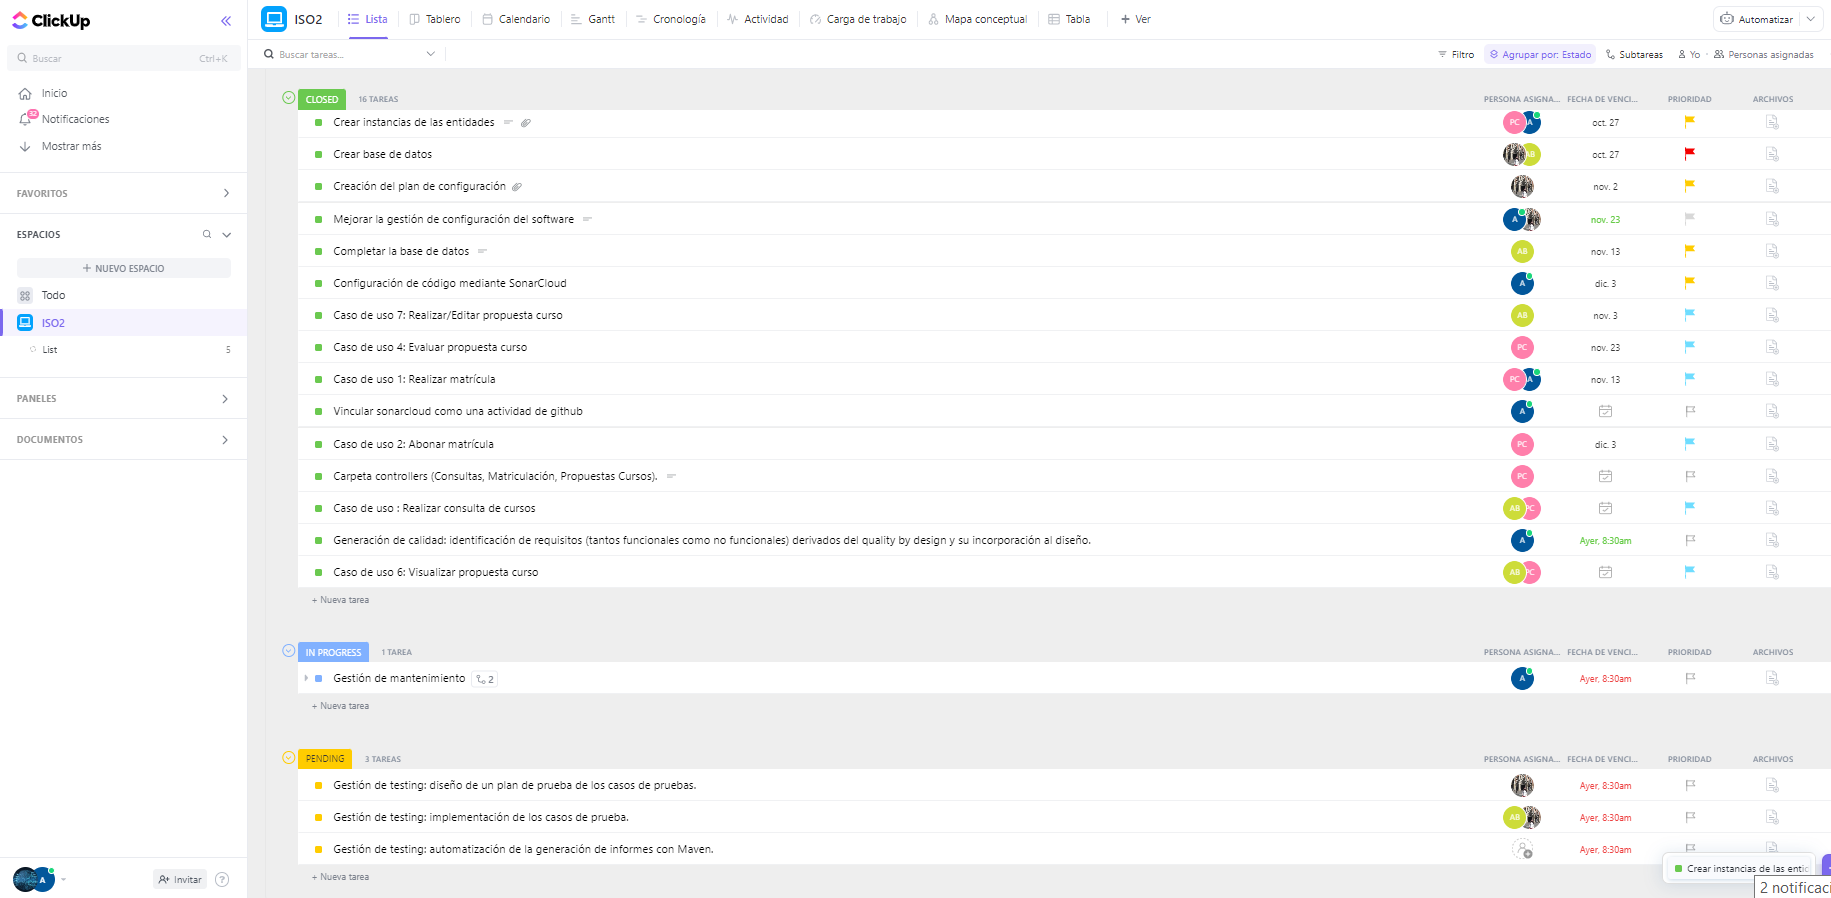 ClickUp
Buscar Ctrl+K
Inicio
32
Notificaciones
Mostrar más
FAVORITOS
ESPACIOS
+ NUEVO ESPACIO
Todo
ISO2
List 5
PANELES
DOCUMENTOS
A
Invitar ?
ISO2 Lista Tablero Calendario Gantt Cronología Actividad Carga de trabajo Mapa conceptual Tabla + Ver Automatizar
Buscar tareas... Filtro Agrupar por: Estado Subtareas Yo · Personas asignadas
CLOSED 16 TAREAS PERSONA ASIGNA... FECHA DE VENCI... PRIORIDAD ARCHIVOS
Crear instancias de las entidades PC A oct. 27
Crear base de datos AB oct. 27
Creación del plan de configuración nov. 2
Mejorar la gestión de configuración del software A nov. 23
Completar la base de datos AB nov. 13
Configuración de código mediante SonarCloud A dic. 3
Caso de uso 7: Realizar/Editar propuesta curso AB nov. 3
Caso de uso 4: Evaluar propuesta curso PC nov. 23
Caso de uso 1: Realizar matrícula PC A nov. 13
Vincular sonarcloud como una actividad de github A
Caso de uso 2: Abonar matrícula PC dic. 3
Carpeta controllers (Consultas, Matriculación, Propuestas Cursos). PC
Caso de uso : Realizar consulta de cursos AB PC
Generación de calidad: identificación de requisitos (tantos funcionales como no funcionales) derivados del quality by design y su incorporación al diseño. A Ayer, 8:30am
Caso de uso 6: Visualizar propuesta curso AB PC
+ Nueva tarea
IN PROGRESS 1 TAREA PERSONA ASIGNA... FECHA DE VENCI... PRIORIDAD ARCHIVOS
Gestión de mantenimiento 2 A Ayer, 8:30am
+ Nueva tarea
PENDING 3 TAREAS PERSONA ASIGNA... FECHA DE VENCI... PRIORIDAD ARCHIVOS
Gestión de testing: diseño de un plan de prueba de los casos de pruebas. Ayer, 8:30am
Gestión de testing: implementación de los casos de prueba. AB Ayer, 8:30am
Gestión de testing: automatización de la generación de informes con Maven. Ayer, 8:30am
+ Nueva tarea
Crear instancias de las entid
2 notificaci